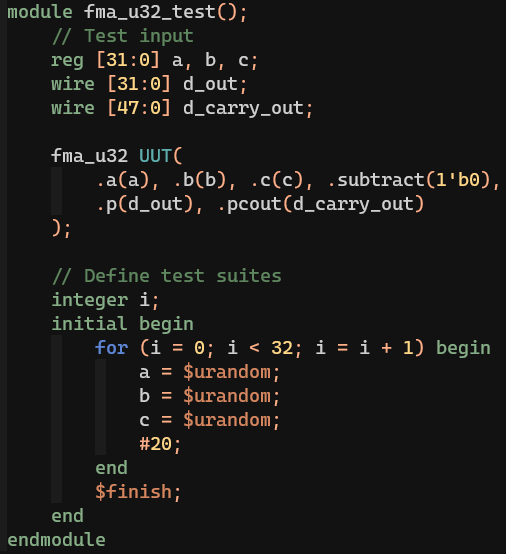 module fma_u32_test();
    // Test input
    reg [31:0] a, b, c;
    wire [31:0] d_out;
    wire [47:0] d_carry_out;

    fma_u32 UUT(
        .a(a), .b(b), .c(c), .subtract(1'b0),
        .p(d_out), .pcout(d_carry_out)
    );

    // Define test suites
    integer i;
    initial begin
        for (i = 0; i < 32; i = i + 1) begin
            a = $urandom;
            b = $urandom;
            c = $urandom;
            #20;
        end
        $finish;
    end
endmodule